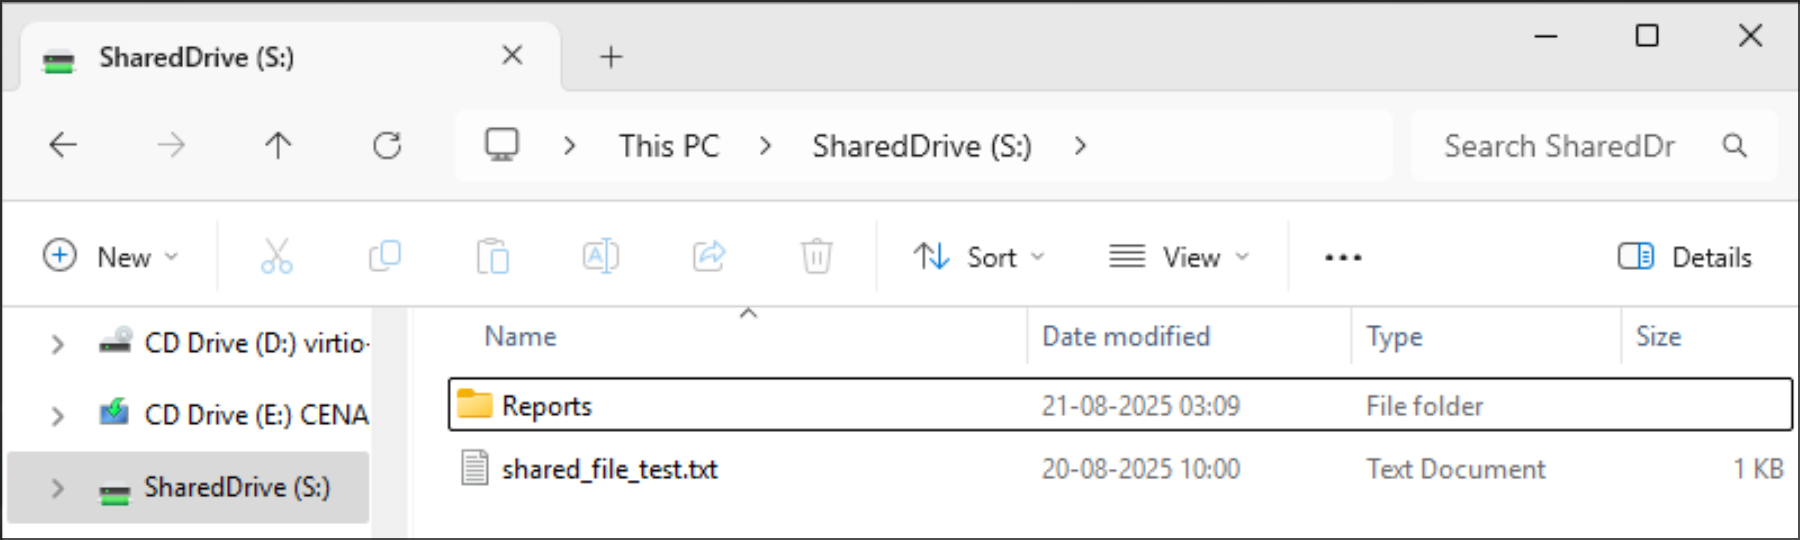 SharedDrive (S:)
This PC > SharedDrive (S:) >
Search SharedDr
New
Sort
View
Details
CD Drive (D:) virtio-
CD Drive (E:) CENA
SharedDrive (S:)
Name Date modified Type Size
Reports 21-08-2025 03:09 File folder
shared_file_test.txt 20-08-2025 10:00 Text Document 1 KB